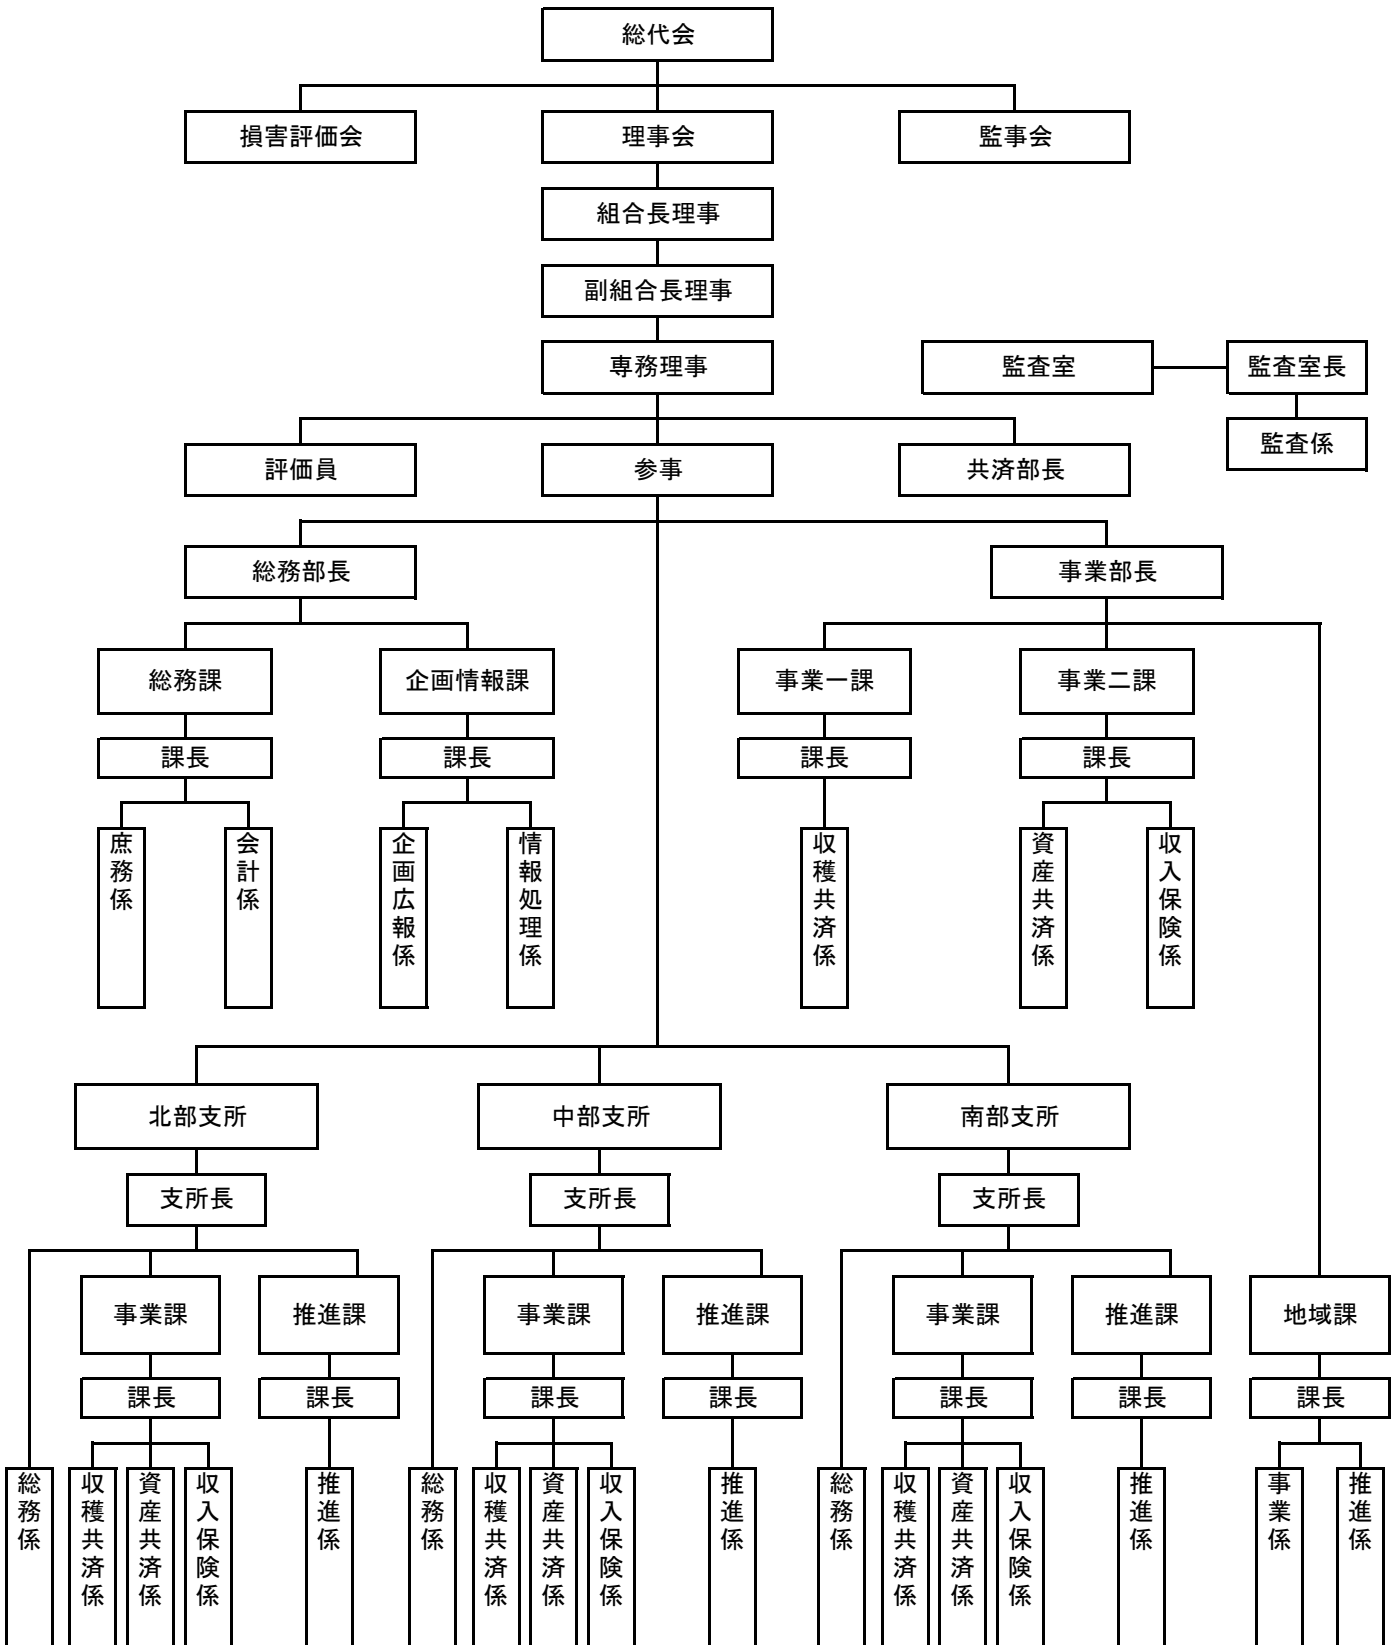 総代会
損害評価会
理事会
監事会
組合長理事
副組合長理事
専務理事
監査室
監査室長
監査係
評価員
参事
共済部長
総務部長
事業部長
総務課
企画情報課
事業一課
事業二課
課長
課長
課長
課長
庶務係
会計係
企画広報係
情報処理係
収穫共済係
資産共済係
収入保険係
北部支所
中部支所
南部支所
支所長
支所長
支所長
事業課
推進課
事業課
推進課
事業課
推進課
地域課
課長
課長
課長
課長
課長
課長
課長
総務係
収穫共済係
資産共済係
収入保険係
推進係
総務係
収穫共済係
資産共済係
収入保険係
推進係
総務係
収穫共済係
資産共済係
収入保険係
推進係
事業係
推進係